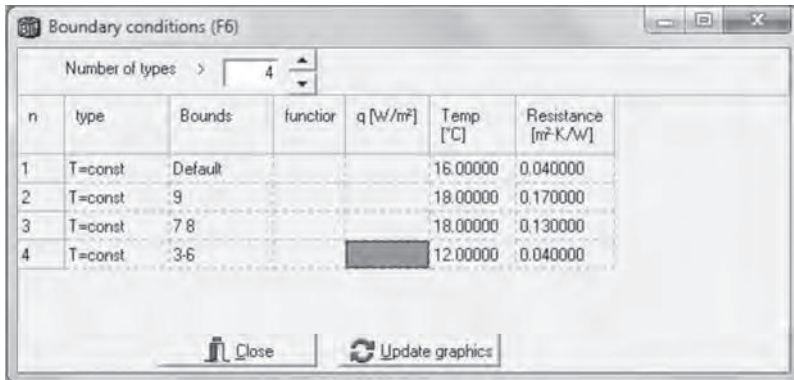 Boundary conditions (F6)
Number of types > 4
n type Bounds functior q [W/m²] Temp [°C] Resistance [m²·K/W]
1 T=const Default 16.00000 0.040000
2 T=const 9 18.00000 0.170000
3 T=const 7 8 18.00000 0.130000
4 T=const 3-6 12.00000 0.040000
Close Update graphics